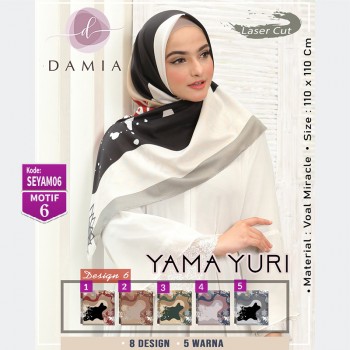 d
DAMIA
Laser Cut
Kode:
SEYAM06
MOTIF
6
•Material : Voal Miracle • Size : 110 x 110 Cm
YAMA YURI
Design 6
1 2 3 4 5
• 8 DESIGN • 5 WARNA